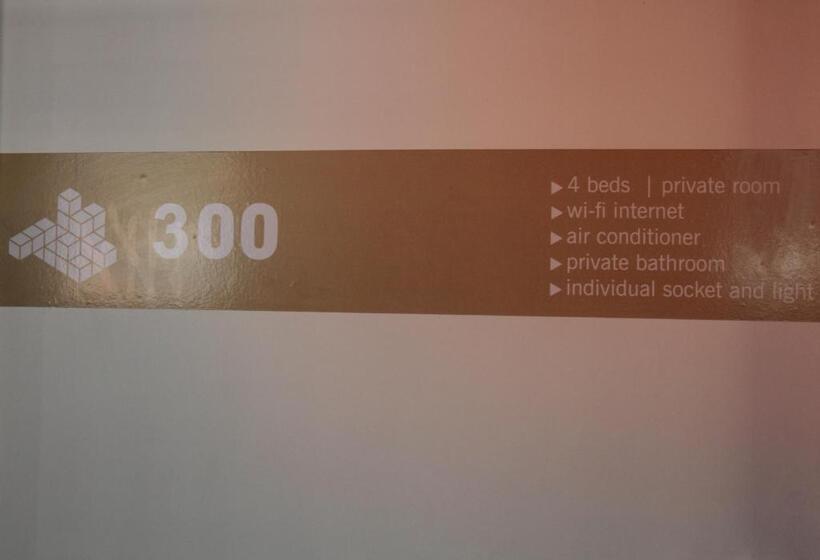 300
▶4 beds | private room
▶wi-fi internet
▶air conditioner
▶private bathroom
▶individual socket and light